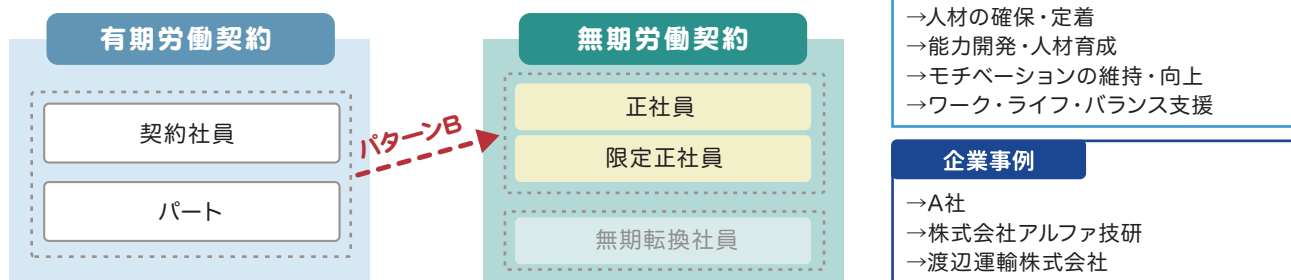 有期労働契約
契約社員
パート
パターンB
無期労働契約
正社員
限定正社員
無期転換社員
→人材の確保・定着
→能力開発・人材育成
→モチベーションの維持・向上
→ワーク・ライフ・バランス支援
企業事例
→A社
→株式会社アルファ技研
→渡辺運輸株式会社